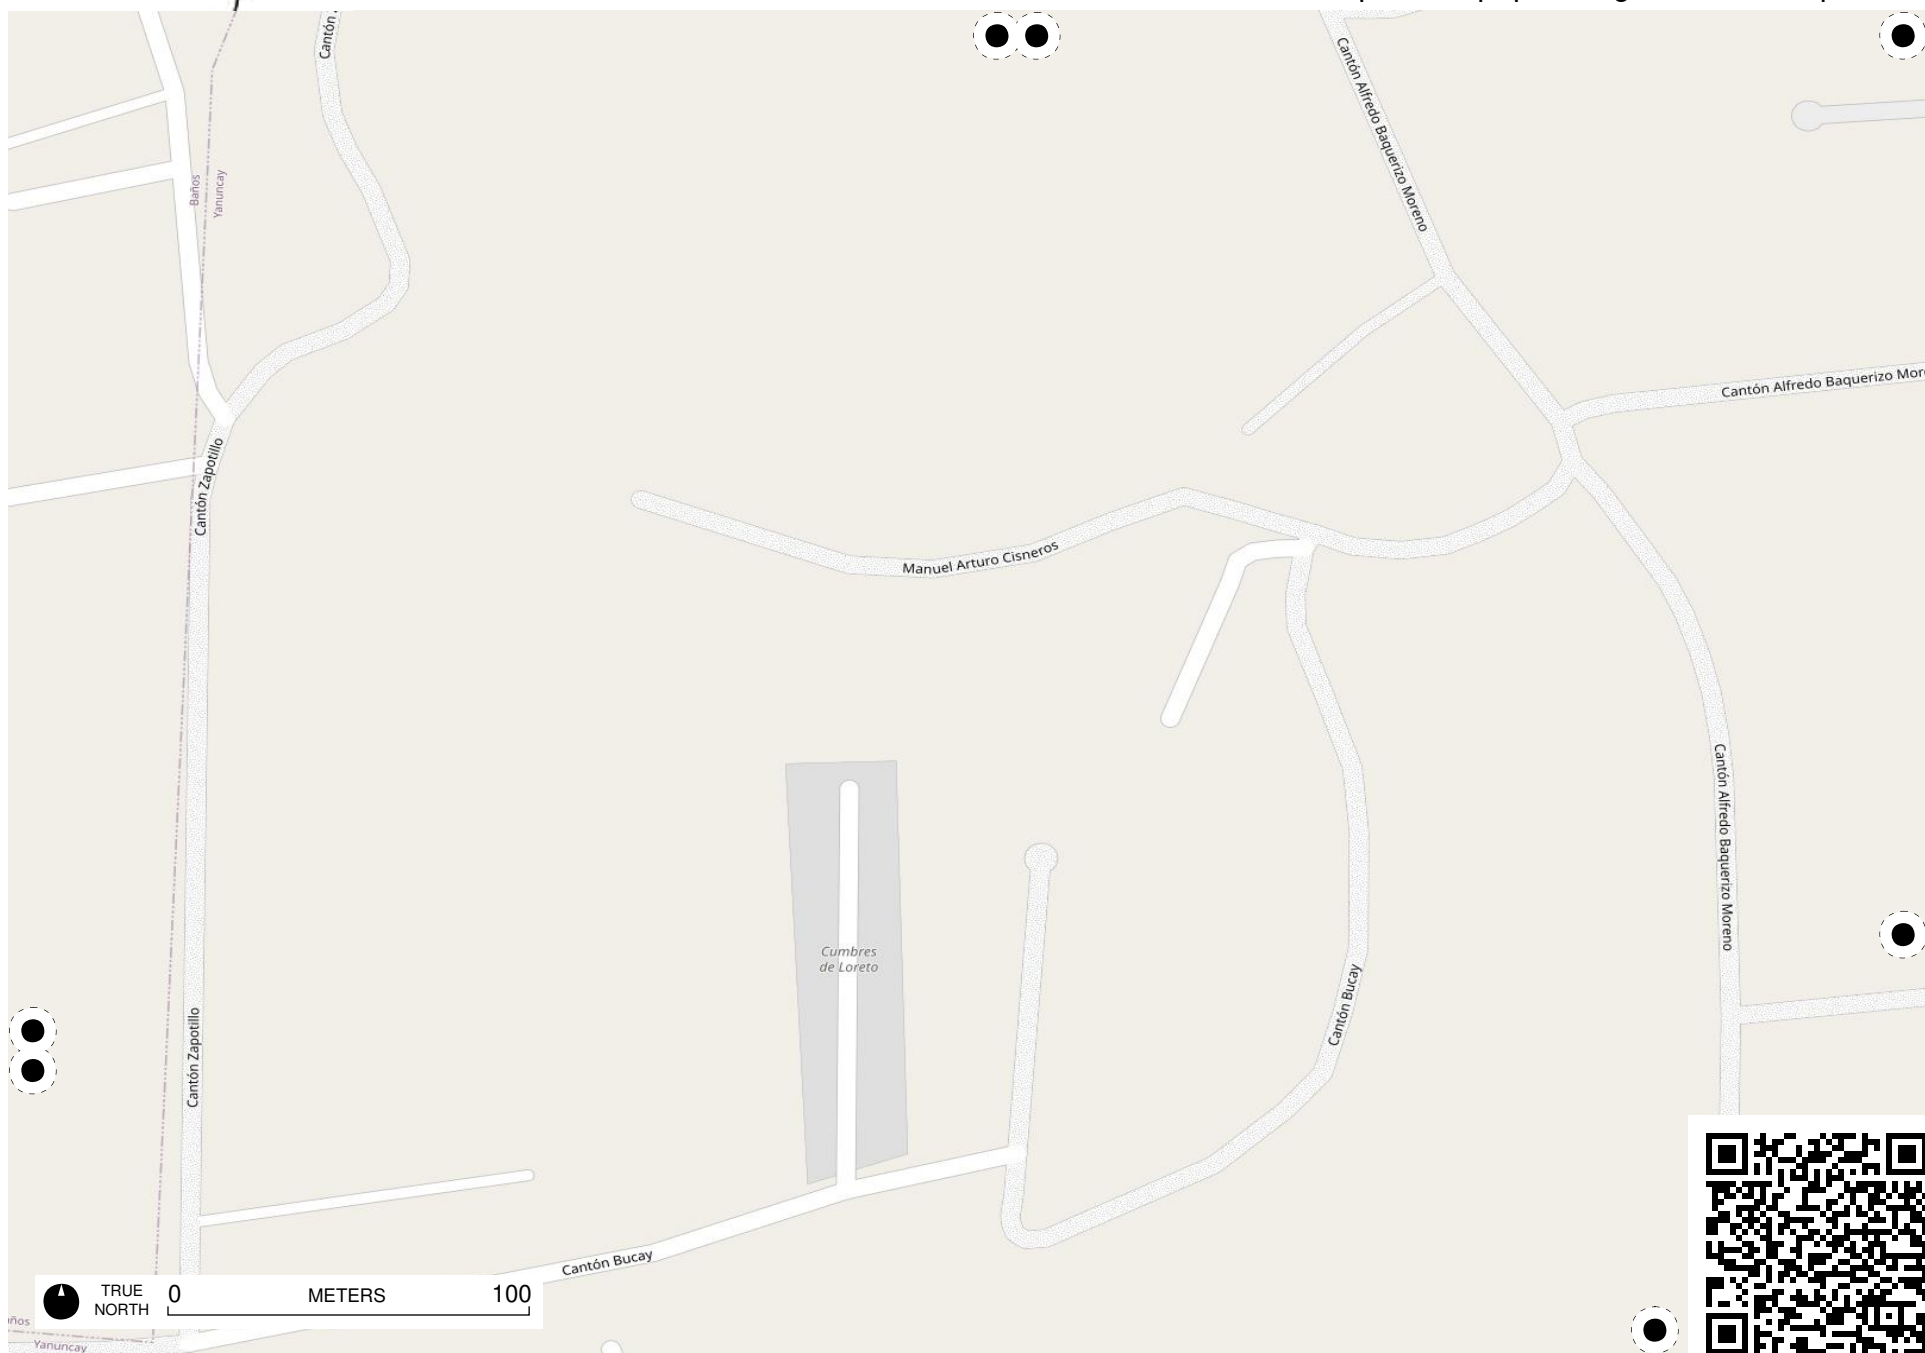 Cantón
Cantón Alfredo Baquerizo Moreno
Baños
Yanuncay
Cantón Alfredo Baquerizo
Cantón Zapotillo
Manuel Arturo Cisneros
Cantón Alfredo Baquerizo Moreno
Cumbres
de Loreto
Cantón Bucay
Cantón Zapotillo
Cantón Bucay
TRUE
NORTH
0 METERS 100
Yanuncay